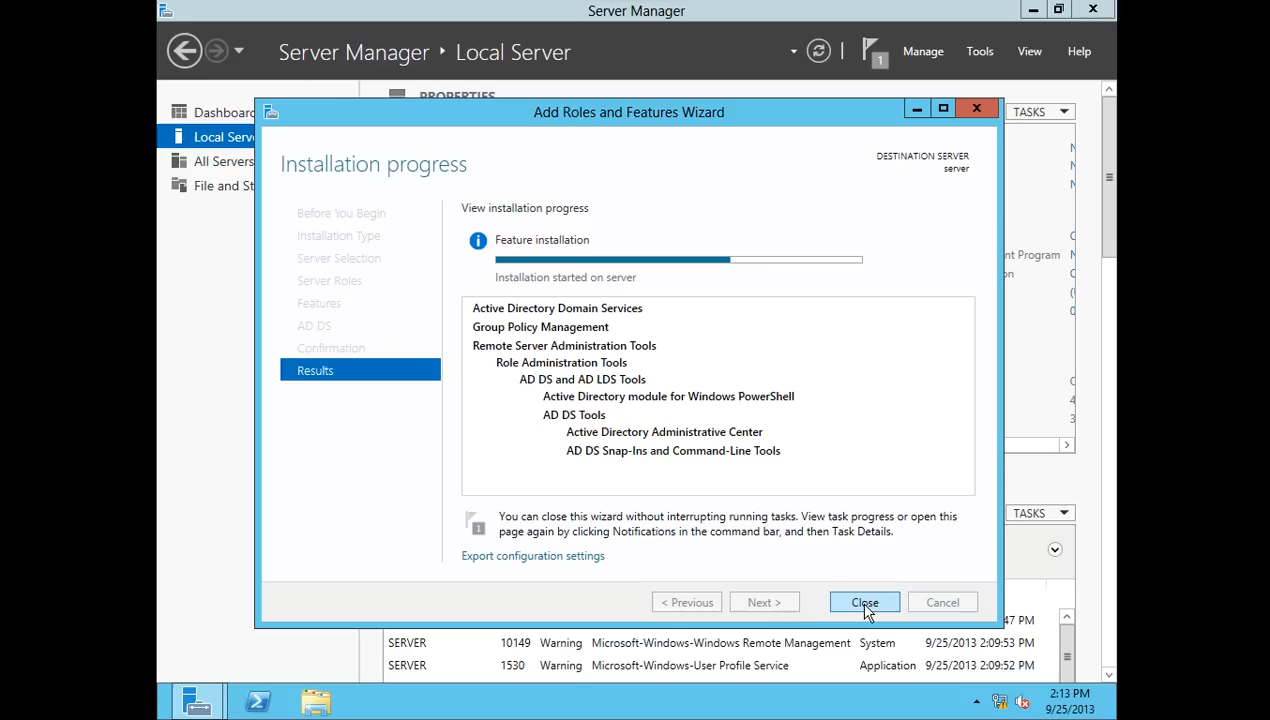 Server Manager
Server Manager
Local Server
1
Manage
Tools
View
Help
Dashboard
Local Serv
All Servers
File and St
PROPERTIES
TASKS
Add Roles and Features Wizard
Installation progress
DESTINATION SERVER
server
Before You Begin
Installation Type
Server Selection
Server Roles
Features
AD DS
Confirmation
Results
View installation progress
Feature installation
Installation started on server
Active Directory Domain Services
Group Policy Management
Remote Server Administration Tools
Role Administration Tools
AD DS and AD LDS Tools
Active Directory module for Windows PowerShell
AD DS Tools
Active Directory Administrative Center
AD DS Snap-Ins and Command-Line Tools
1
You can close this wizard without interrupting running tasks. View task progress or open this
page again by clicking Notifications in the command bar, and then Task Details.
Export configuration settings
< Previous
Next >
Close
Cancel
nt Program
on
TASKS
47 PM
SERVER 10149 Warning Microsoft-Windows-Windows Remote Management System 9/25/2013 2:09:53 PM
SERVER 1530 Warning Microsoft-Windows-User Profile Service Application 9/25/2013 2:09:52 PM
2:13 PM
9/25/2013